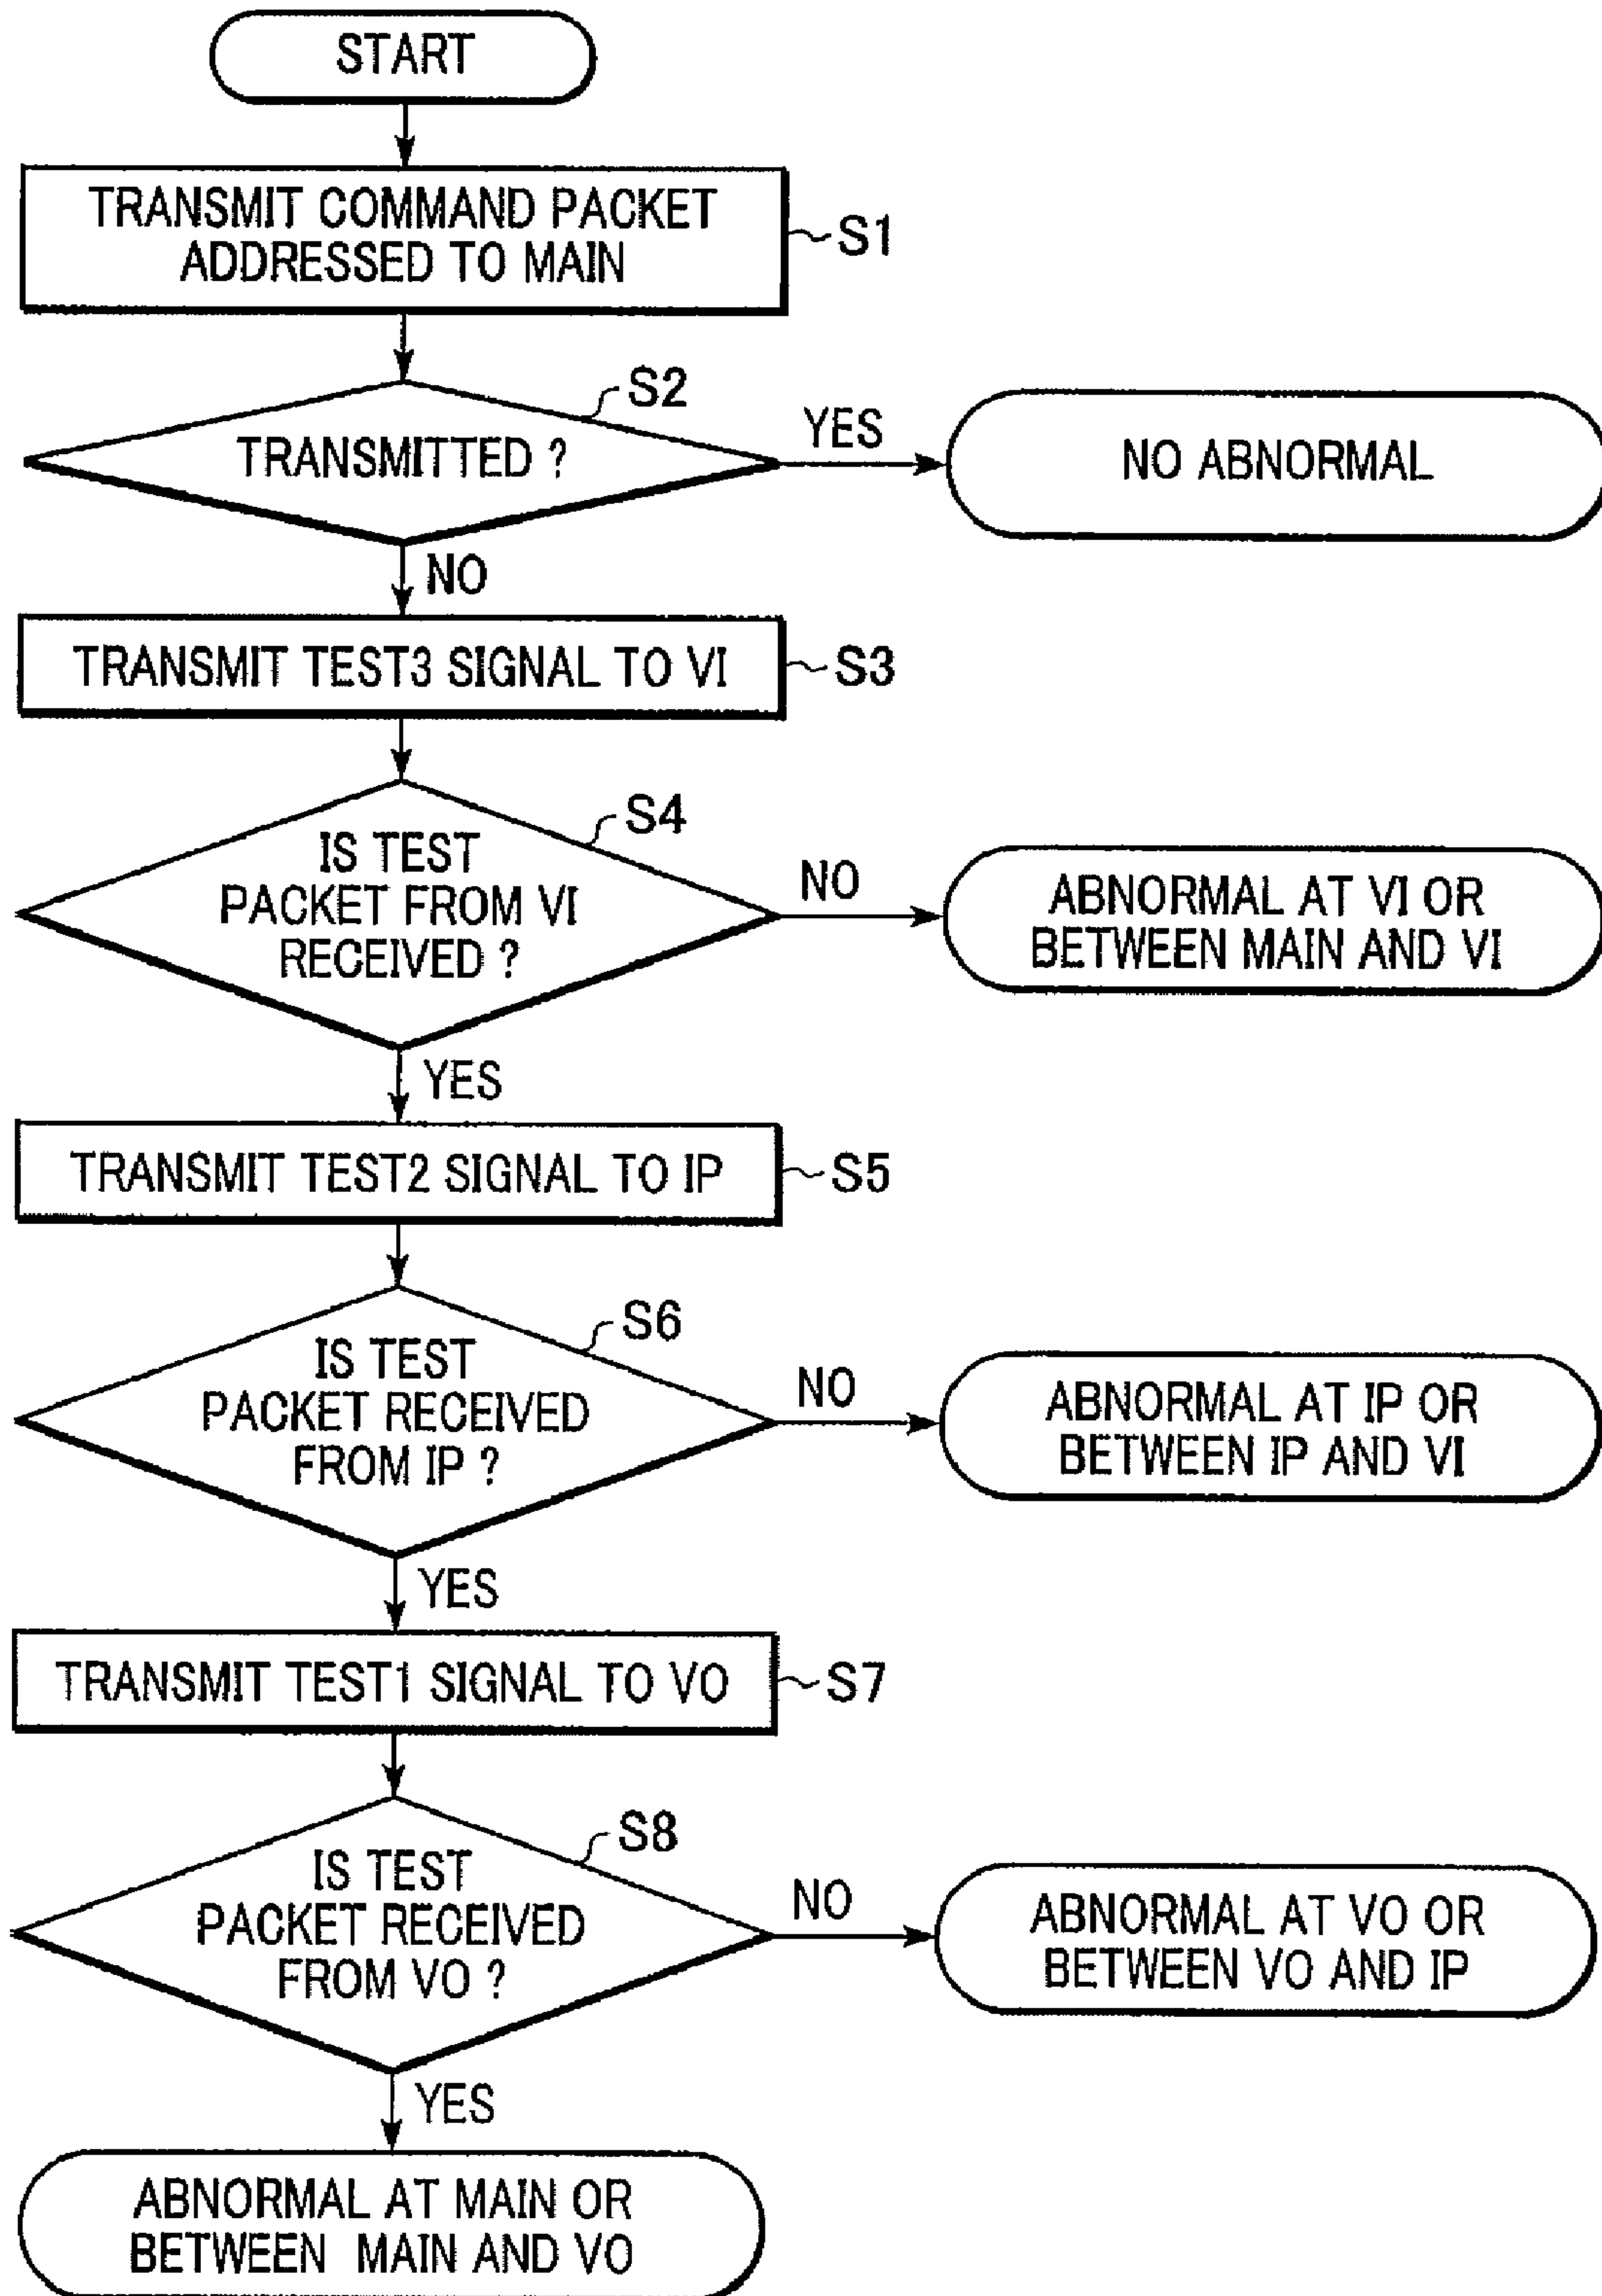 START
TRANSMIT COMMAND PACKET
ADDRESSED TO MAIN
S1
S2
TRANSMITTED ?
YES
NO ABNORMAL
NO
TRANSMIT TEST3 SIGNAL TO VI
S3
S4
IS TEST
PACKET FROM VI
RECEIVED ?
NO
ABNORMAL AT VI OR
BETWEEN MAIN AND VI
YES
TRANSMIT TEST2 SIGNAL TO IP
S5
S6
IS TEST
PACKET RECEIVED
FROM IP ?
NO
ABNORMAL AT IP OR
BETWEEN IP AND VI
YES
TRANSMIT TEST1 SIGNAL TO VO
S7
S8
IS TEST
PACKET RECEIVED
FROM VO ?
NO
ABNORMAL AT VO OR
BETWEEN VO AND IP
YES
ABNORMAL AT MAIN OR
BETWEEN MAIN AND VO